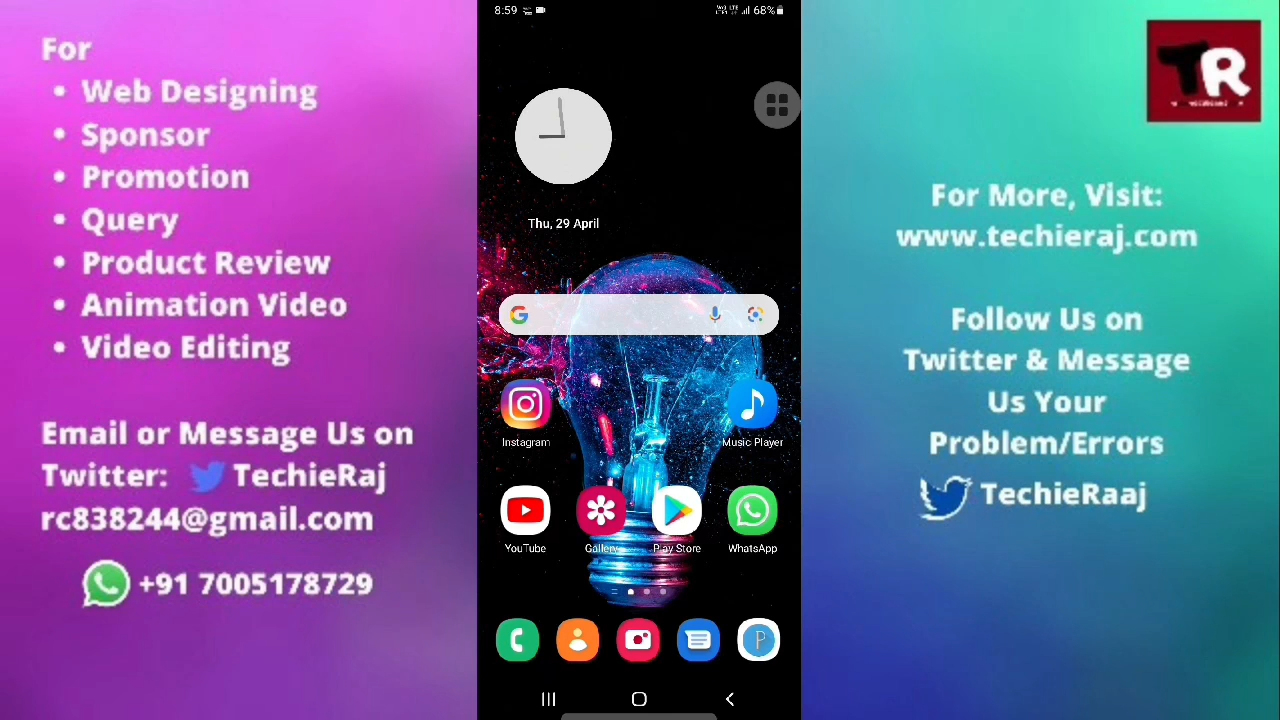 For
• Web Designing
• Sponsor
• Promotion
• Query
• Product Review
• Animation Video
• Video Editing
Email or Message Us on
Twitter: TechieRaj
rc838244@gmail.com
+91 7005178729
8:59
68%
Thu, 29 April
Instagram
Music Player
YouTube
Gallery
Play Store
WhatsApp
TR
For More, Visit:
www.techieraj.com
Follow Us on
Twitter & Message
Us Your
Problem/Errors
TechieRaaj